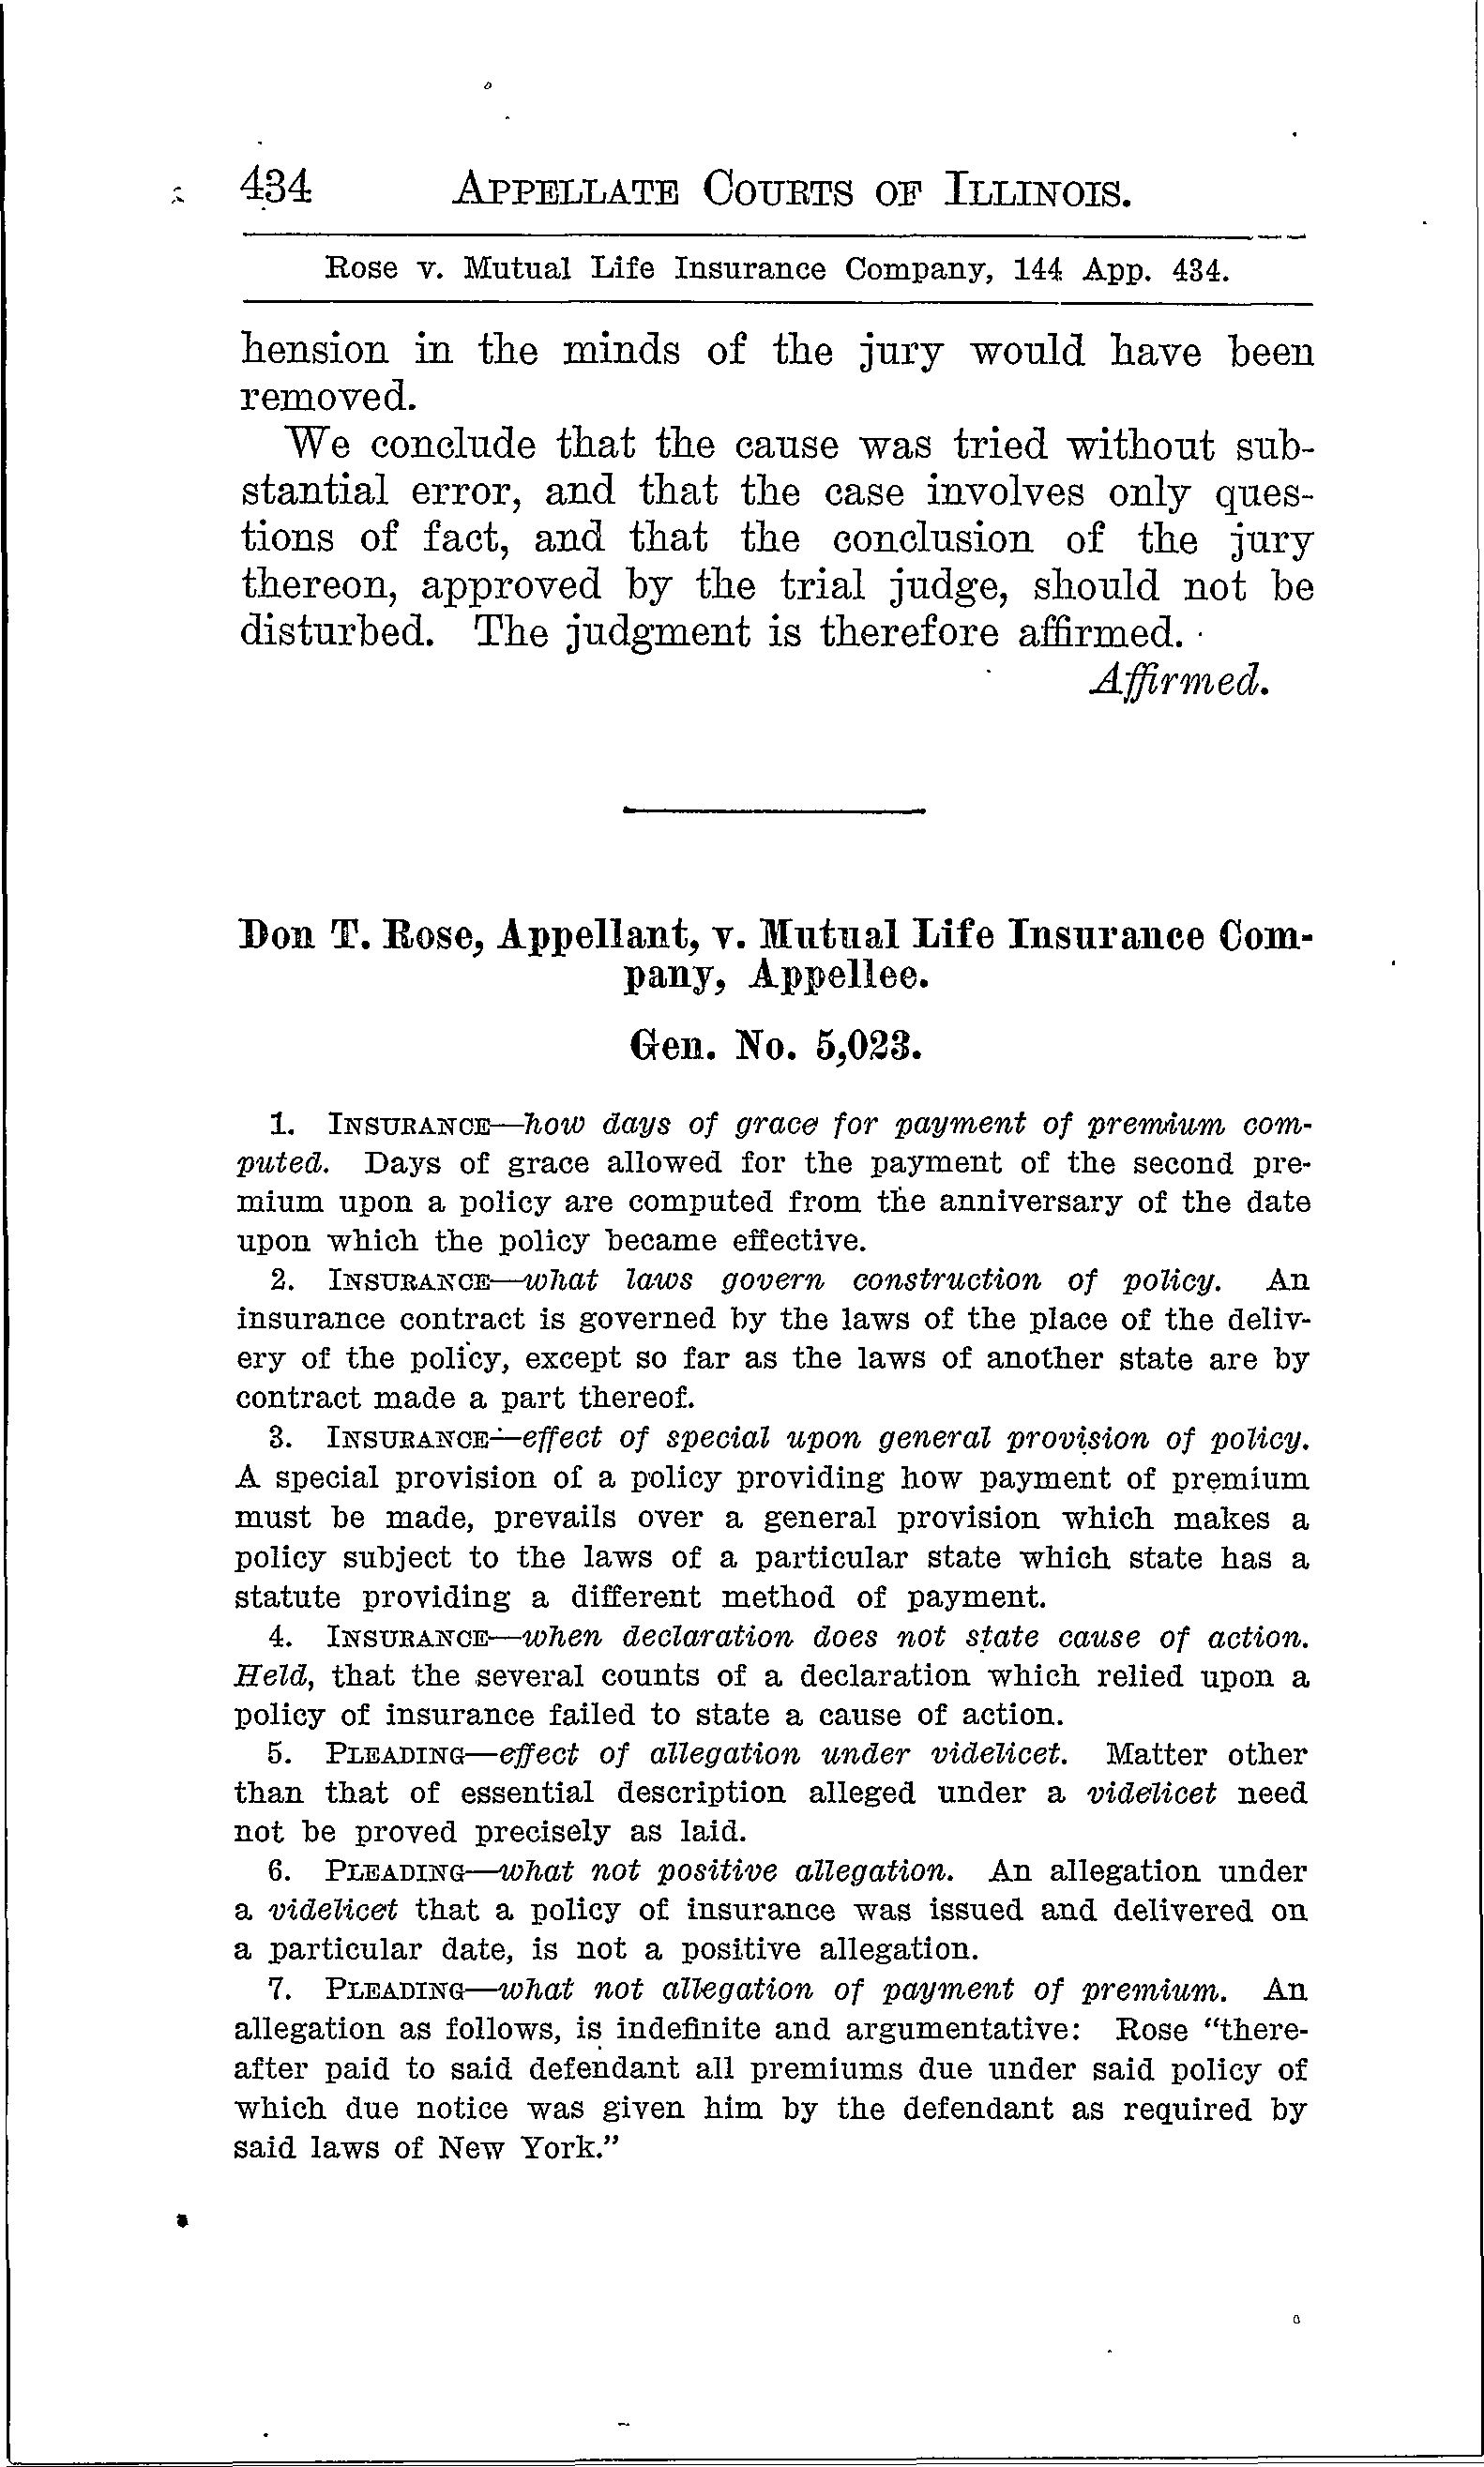 434 APPELLATE COURTS OF ILLINOIS.
Rose v. Mutual Life Insurance Company, 144 App. 434.
hension in the minds of the jury would have been
removed.
We conclude that the cause was tried without sub-
stantial error, and that the case involves only ques-
tions of fact, and that the conclusion of the jury
thereon, approved by the trial judge, should not be
disturbed. The judgment is therefore affirmed.
Affirmed.
Don T. Rose, Appellant, v. Mutual Life Insurance Com-
pany, Appellee.
Gen. No. 5,023.
1. INSURANCE—how days of grace for payment of premium com-
puted. Days of grace allowed for the payment of the second pre-
mium upon a policy are computed from the anniversary of the date
upon which the policy became effective.
2. INSURANCE—what laws govern construction of policy. An
insurance contract is governed by the laws of the place of the deliv-
ery of the policy, except so far as the laws of another state are by
contract made a part thereof.
3. INSURANCE—effect of special upon general provision of policy.
A special provision of a policy providing how payment of premium
must be made, prevails over a general provision which makes a
policy subject to the laws of a particular state which state has a
statute providing a different method of payment.
4. INSURANCE—when declaration does not state cause of action.
Held, that the several counts of a declaration which relied upon a
policy of insurance failed to state a cause of action.
5. PLEADING—effect of allegation under videlicet. Matter other
than that of essential description alleged under a videlicet need
not be proved precisely as laid.
6. PLEADING—what not positive allegation. An allegation under
a videlicet that a policy of insurance was issued and delivered on
a particular date, is not a positive allegation.
7. PLEADING—what not allegation of payment of premium. An
allegation as follows, is indefinite and argumentative: Rose "there-
after paid to said defendant all premiums due under said policy of
which due notice was given him by the defendant as required by
said laws of New York."